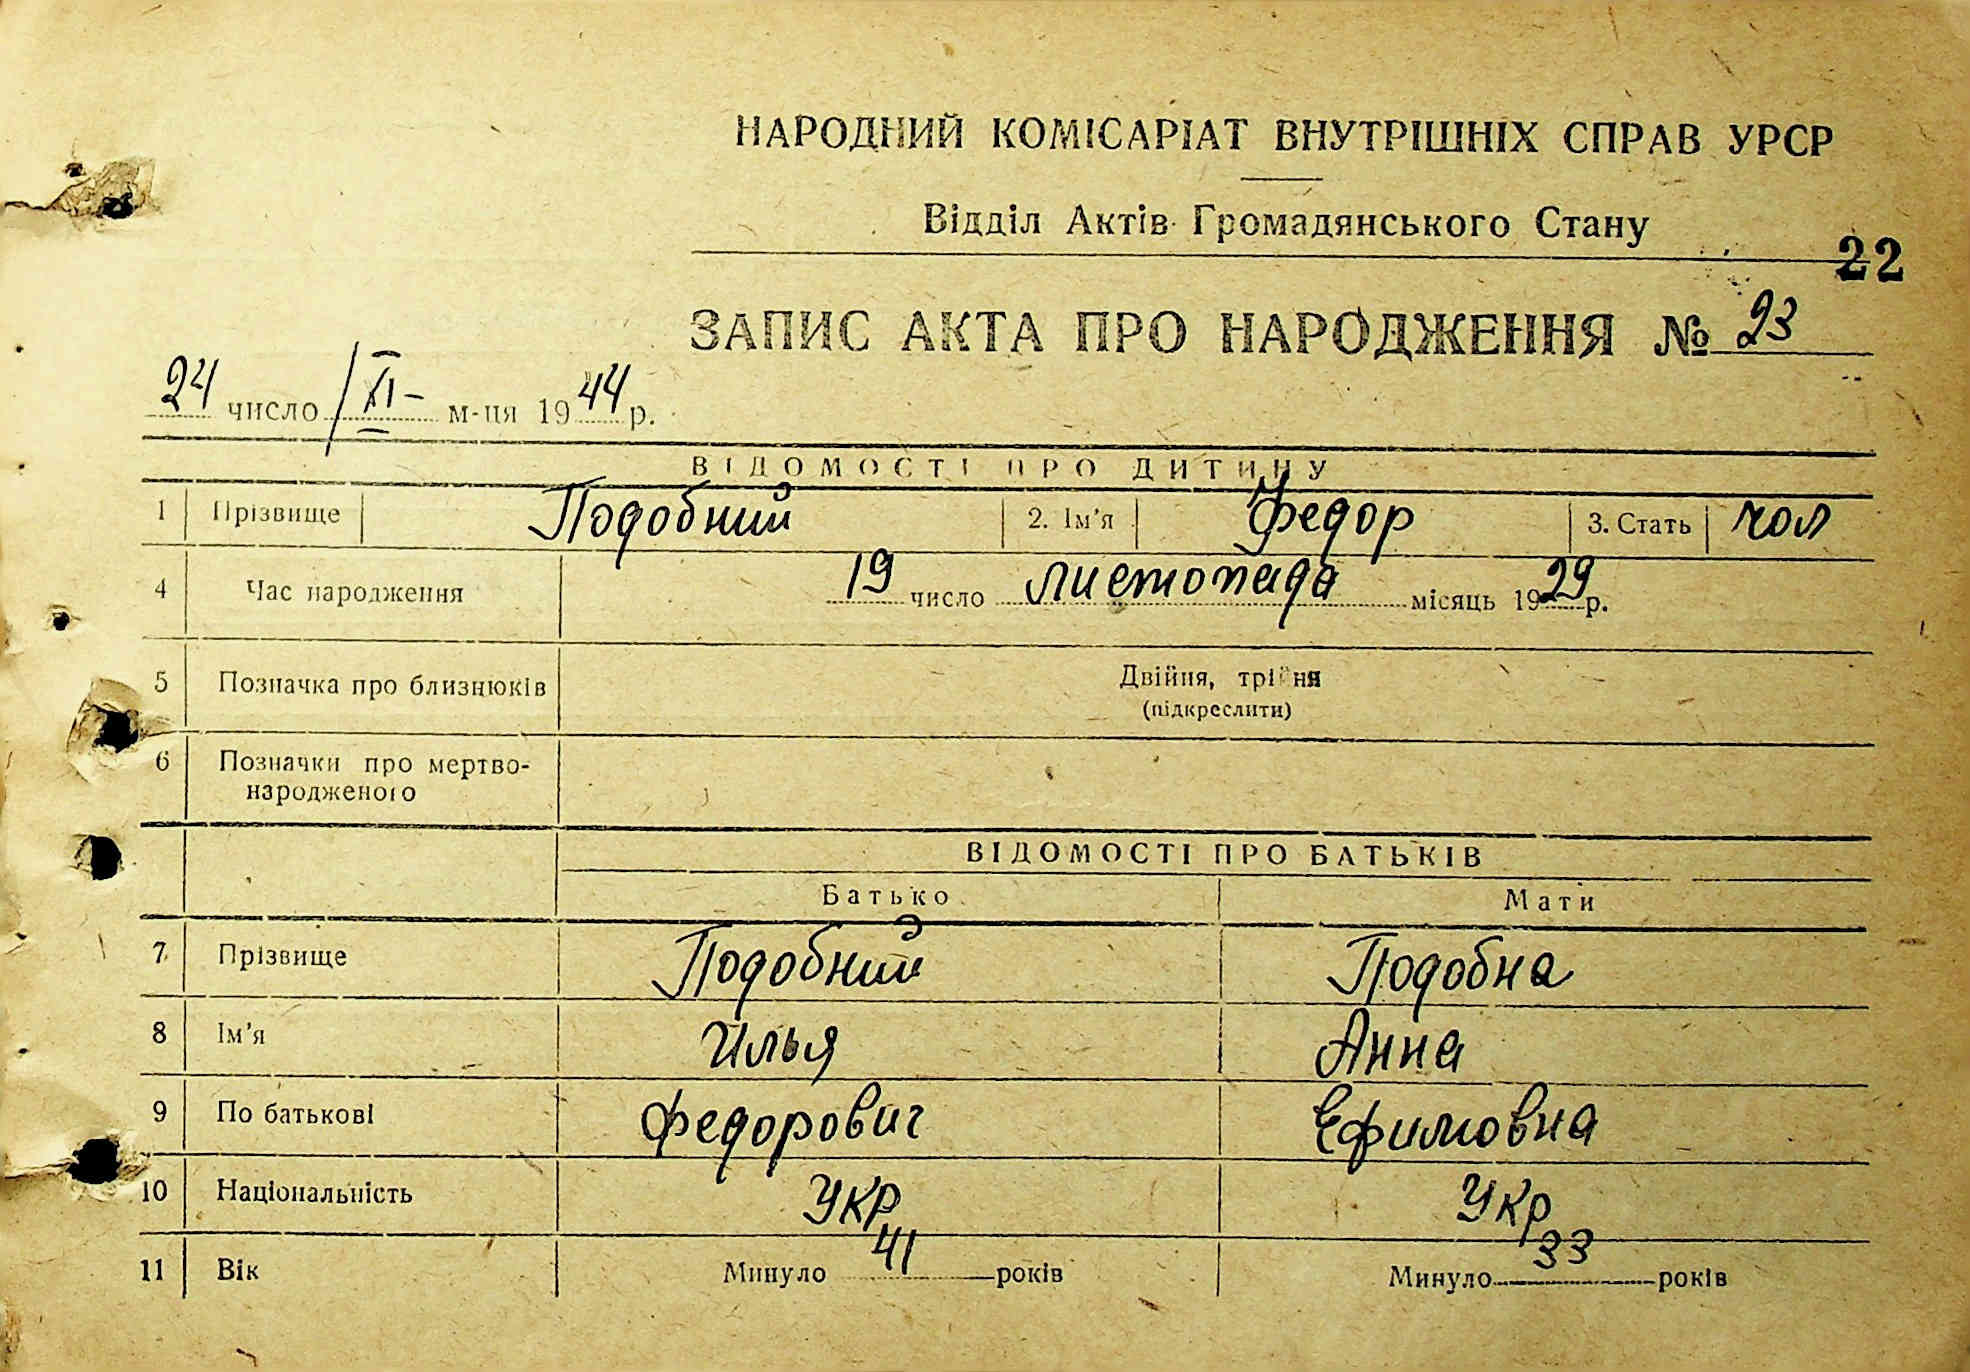 НАРОДНИЙ КОМІСАРІАТ ВНУТРІШНІХ СПРАВ УРСР
Відділ Актів Громадянського Стану
22
ЗАПИС АКТА ПРО НАРОДЖЕННЯ № 23
24 число XI м-ця 1944 р.
ВІДОМОСТІ ПРО ДИТИНУ
1 Прізвище Подобний 2. Ім'я Федор 3. Стать чол
4 Час народження 19 число листопада місяць 1929 р.
5 Позначка про близнюків Двійня, трійня
(підкреслити)
6 Позначки про мертво-
народженого
ВІДОМОСТІ ПРО БАТЬКІВ
Батько Мати
7 Прізвище Подобний Подобна
8 Ім'я Илья Анна
9 По батькові Федорович Ефимовна
10 Національність Укр Укр
11 Вік Минуло 41 років Минуло 33 років